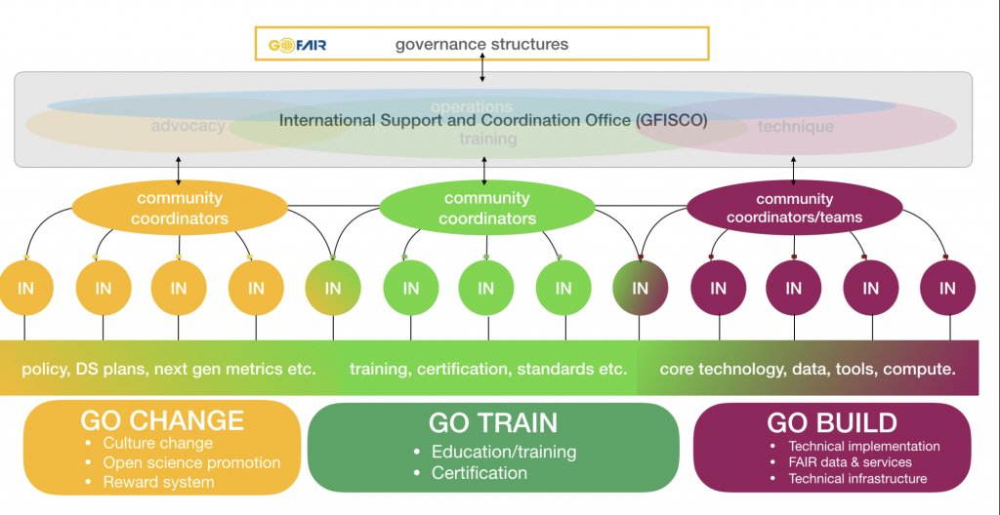 GO FAIR governance structures
operations
advocacy
International Support and Coordination Office (GFISCO)
technique
training
community
coordinators
community
coordinators
community
coordinators/teams
IN IN IN IN IN IN IN IN IN IN IN IN IN
policy, DS plans, next gen metrics etc. training, certification, standards etc. core technology, data, tools, compute.
GO CHANGE
• Culture change
• Open science promotion
• Reward system
GO TRAIN
• Education/training
• Certification
GO BUILD
• Technical implementation
• FAIR data & services
• Technical infrastructure